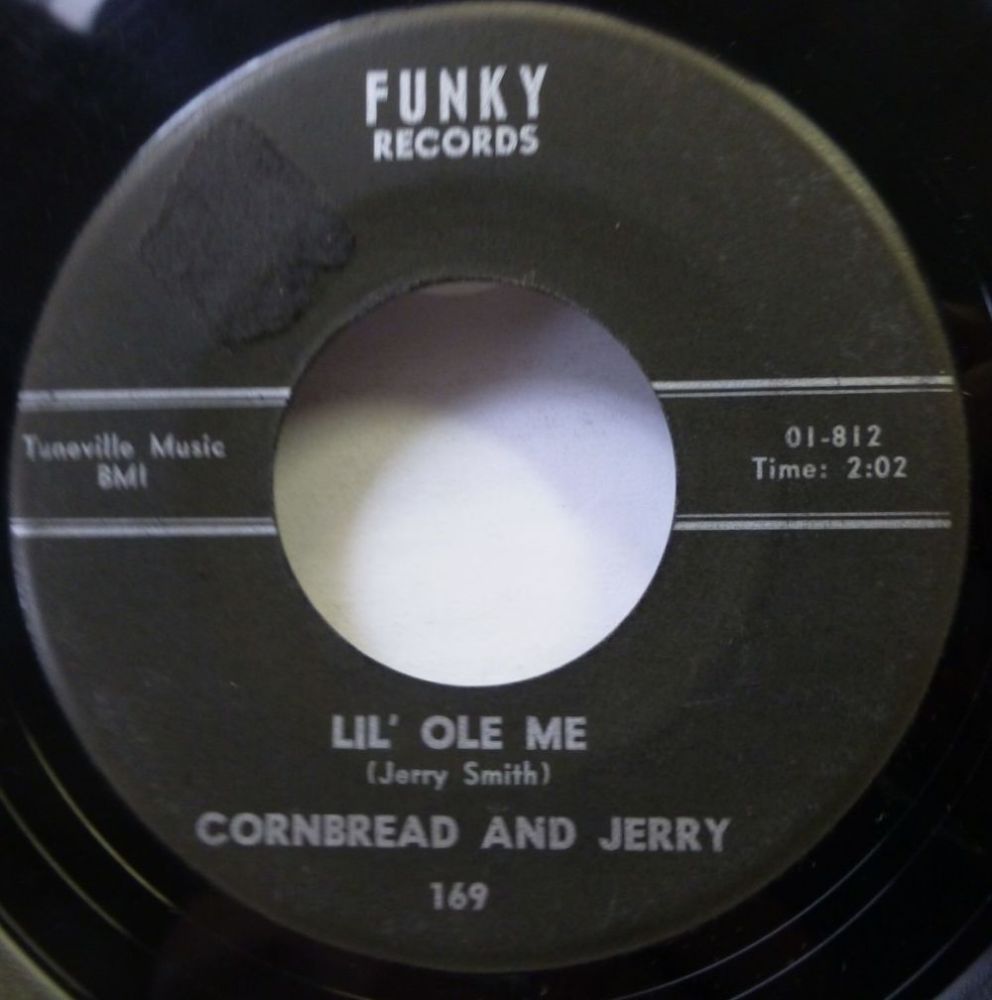 FUNKY
RECORDS
Tuneville Music
BMI
01-812
Time: 2:02
LIL' OLE ME
(Jerry Smith)
CORNBREAD AND JERRY
169